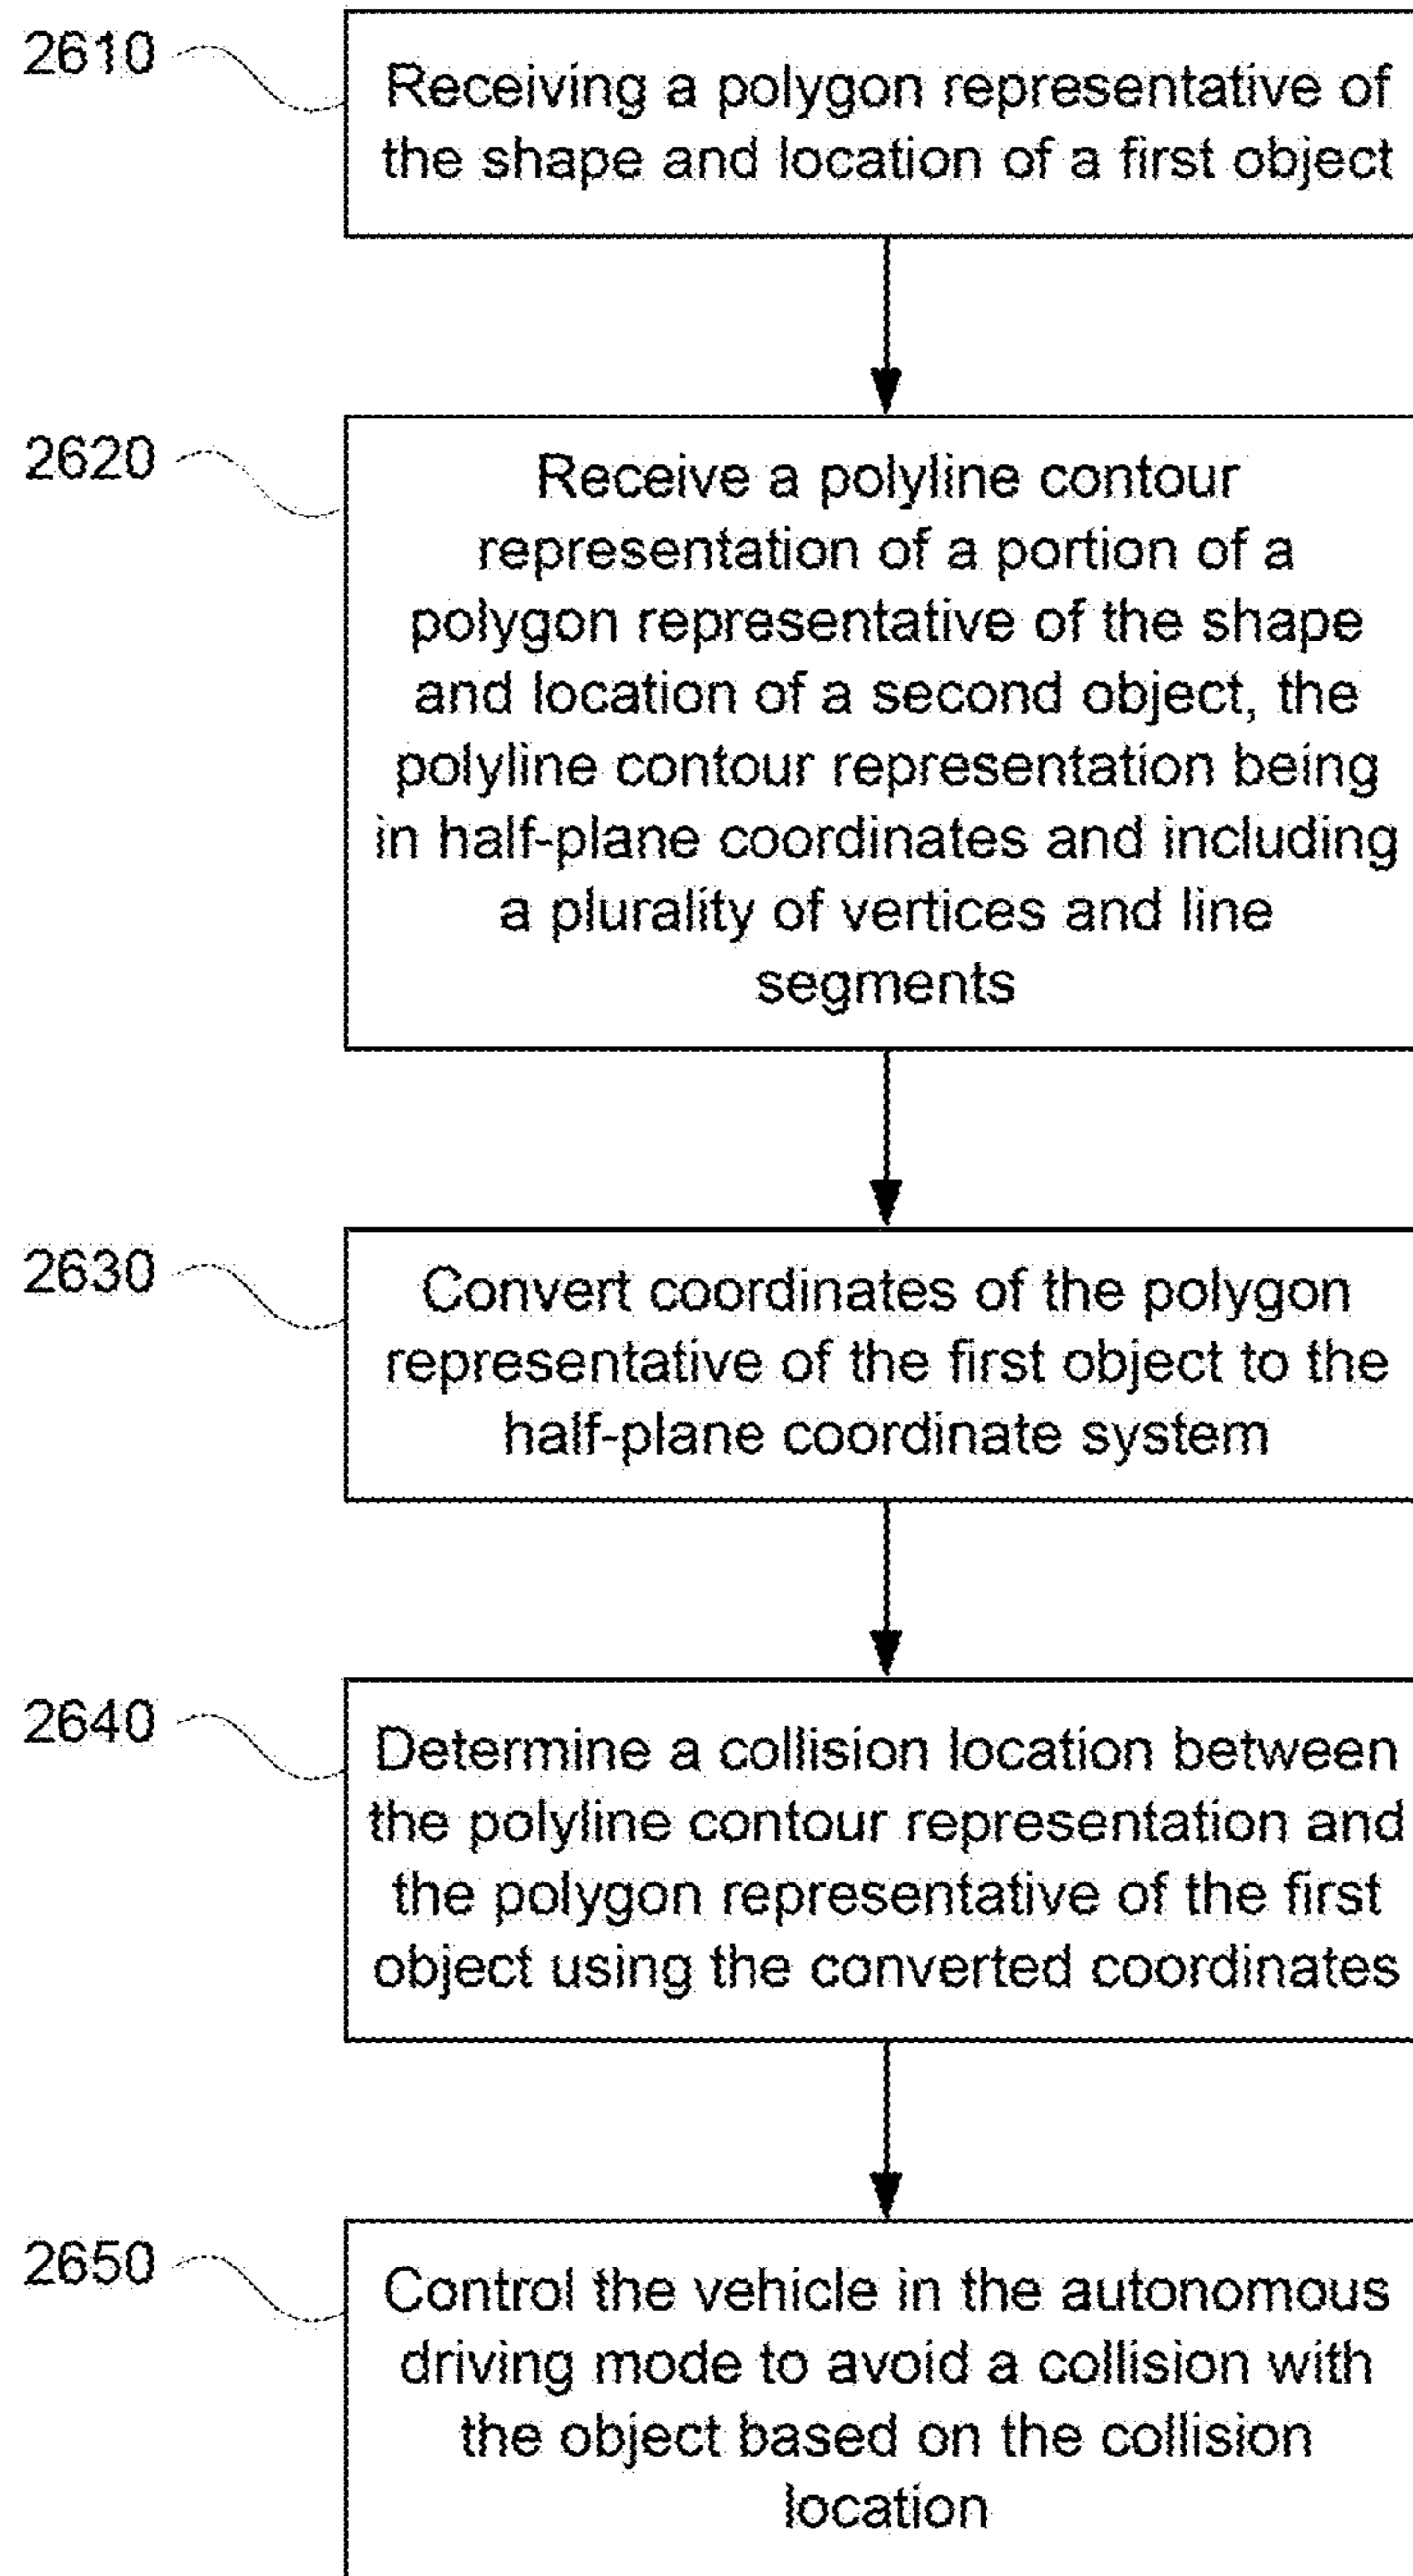 2610
Receiving a polygon representative of
the shape and location of a first object
2620
Receive a polyline contour
representation of a portion of a
polygon representative of the shape
and location of a second object, the
polyline contour representation being
in half-plane coordinates and including
a plurality of vertices and line
segments
2630
Convert coordinates of the polygon
representative of the first object to the
half-plane coordinate system
2640
Determine a collision location between
the polyline contour representation and
the polygon representative of the first
object using the converted coordinates
2650
Control the vehicle in the autonomous
driving mode to avoid a collision with
the object based on the collision
location